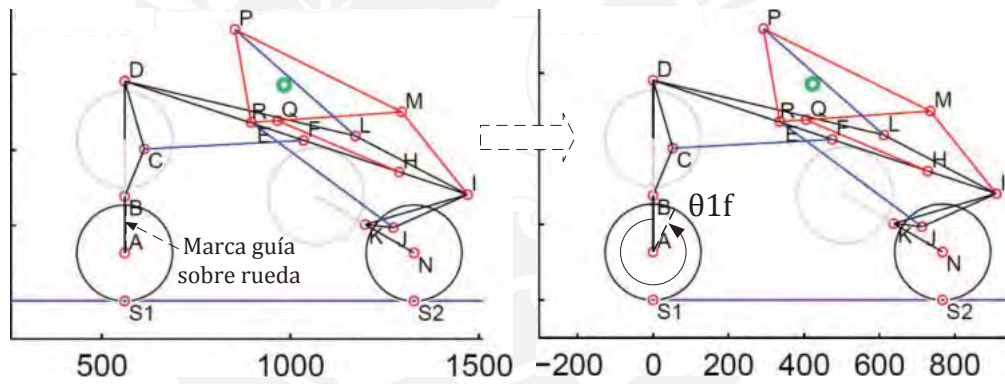 P
D
M
R
Q
E
F
L
C
H
I
B
K
J
A
N
Marca guía
sobre rueda
S1
S2
500
1000
1500
P
D
M
R
Q
E
F
L
C
H
I
B
θ1f
K
J
A
N
S1
S2
−200
0
200
400
600
800